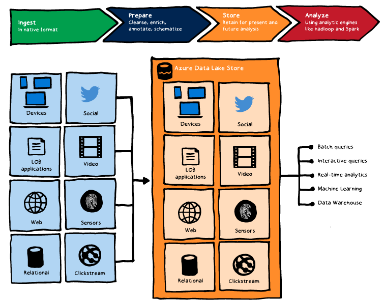 Ingest
in native format
Prepare
Cleanse, enrich,
annotate, schematize
Store
Retain for present and
future analysis
Analyze
Using analytic engines
like hadoop and Spark
Devices
Social
LOB
applications
Video
Web
Sensors
Relational
Clickstream
Azure Data Lake Store
Devices
Social
LOB
applications
Video
Web
Sensors
Relational
Clickstream
Batch queries
Interactive queries
Real-time analytics
Machine Learning
Data Warehouse